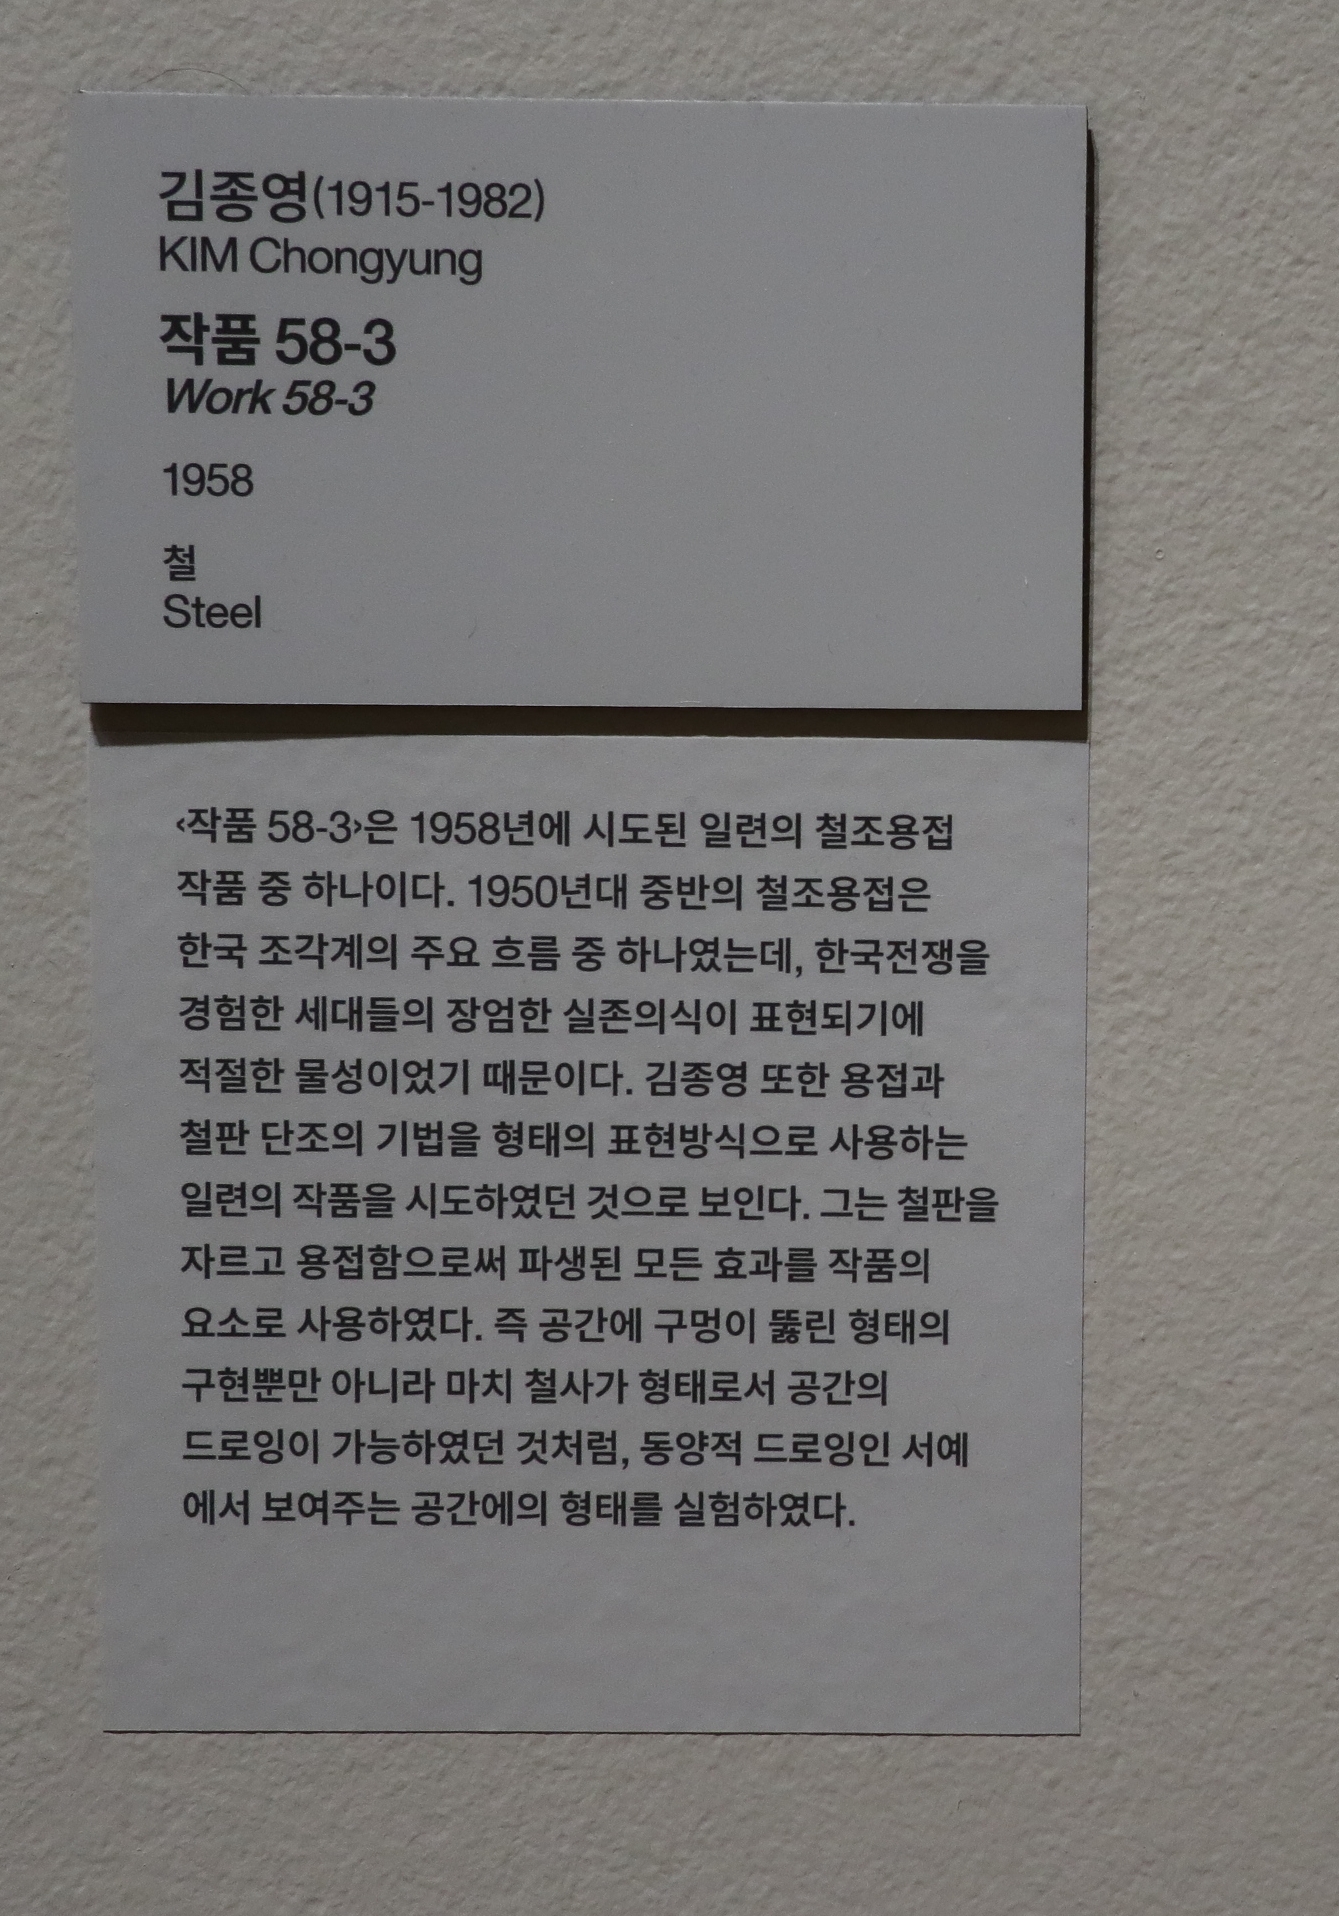 김종영(1915-1982)
KIM Chongyung
작품 58-3
Work 58-3
1958
철
Steel
‹작품 58-3›은 1958년에 시도된 일련의 철조용접
작품 중 하나이다. 1950년대 중반의 철조용접은
한국 조각계의 주요 흐름 중 하나였는데, 한국전쟁을
경험한 세대들의 장엄한 실존의식이 표현되기에
적절한 물성이었기 때문이다. 김종영 또한 용접과
철판 단조의 기법을 형태의 표현방식으로 사용하는
일련의 작품을 시도하였던 것으로 보인다. 그는 철판을
자르고 용접함으로써 파생된 모든 효과를 작품의
요소로 사용하였다. 즉 공간에 구멍이 뚫린 형태의
구현뿐만 아니라 마치 철사가 형태로서 공간의
드로잉이 가능하였던 것처럼, 동양적 드로잉인 서예
에서 보여주는 공간에의 형태를 실험하였다.